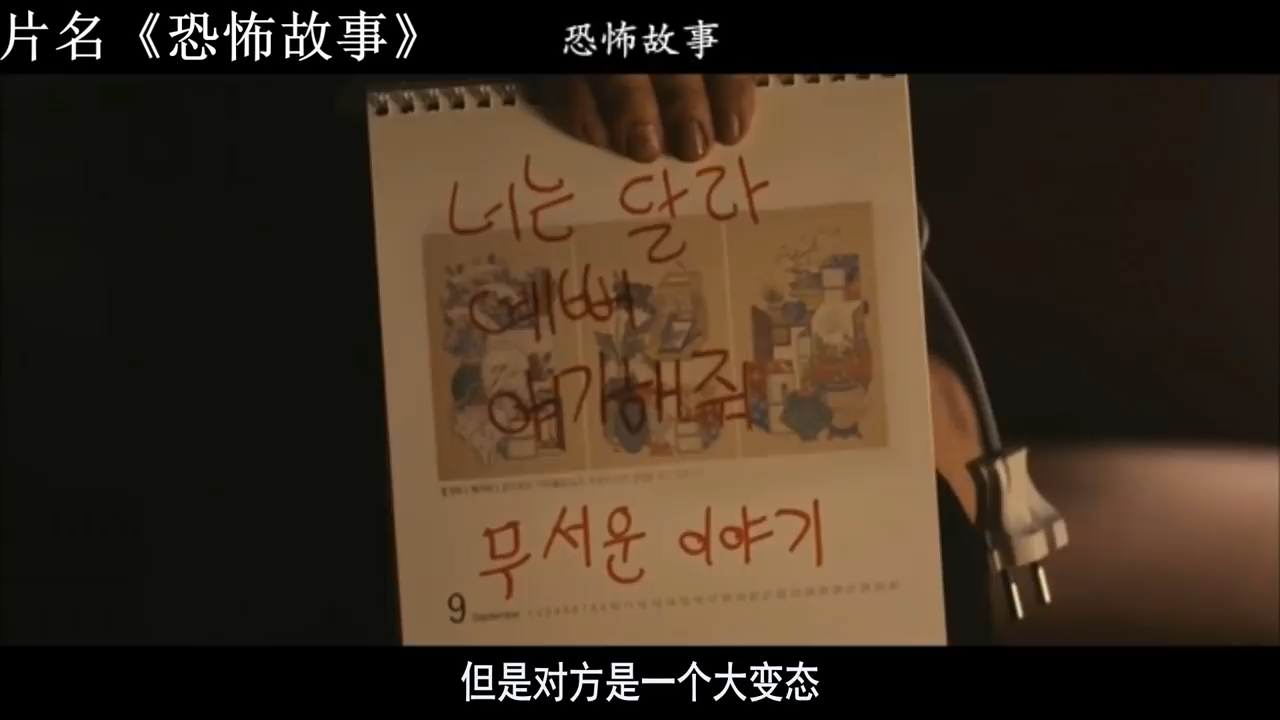 片名《恐怖故事》
恐怖故事
너는 달라
예뻐
얘기해줘
무서운 이야기
9 September
但是对方是一个大变态